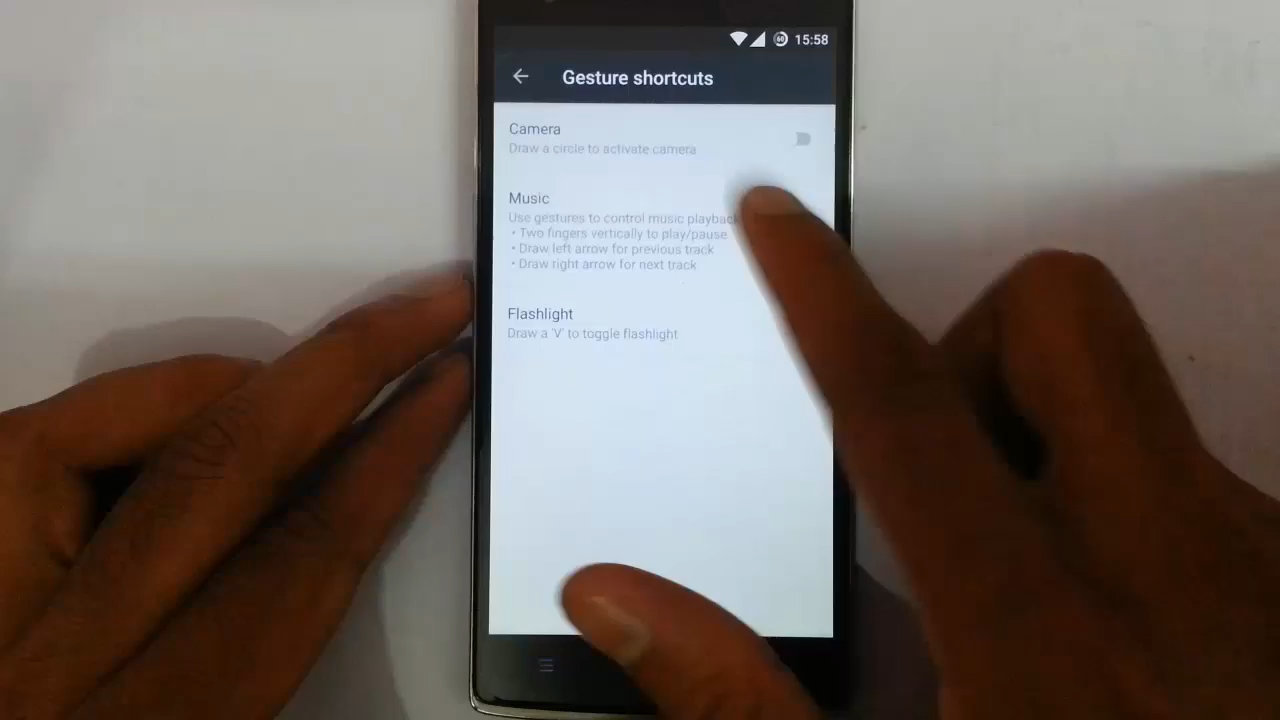 60 15:58
Gesture shortcuts
Camera
Draw a circle to activate camera
Music
Use gestures to control music playback
• Two fingers vertically to play/pause
• Draw left arrow for previous track
• Draw right arrow for next track
Flashlight
Draw a 'V' to toggle flashlight